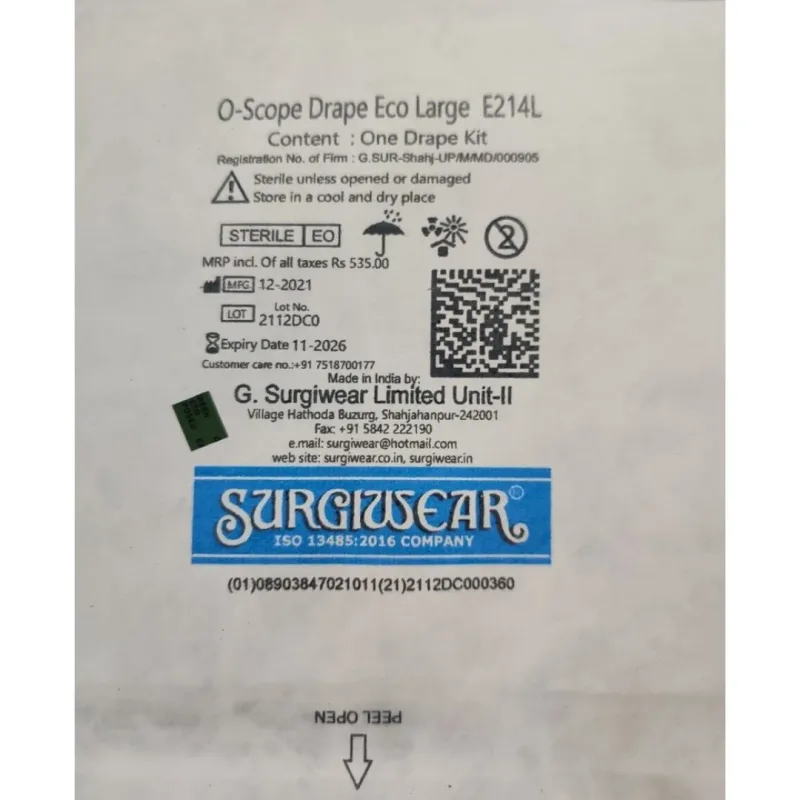 O-Scope Drape Eco Large E214L
Content : One Drape Kit
Registration No. of Firm : G.SUR-Shahj-UP/M/MD/000905
Sterile unless opened or damaged
Store in a cool and dry place
STERILE EO
2
MRP incl. Of all taxes Rs 535.00
MFG. 12-2021
LOT Lot No. 2112DC0
Expiry Date 11-2026
Customer care no.:+91 7518700177
Made in India by:
G. Surgiwear Limited Unit-II
Village Hathoda Buzurg, Shahjahanpur-242001
Fax: +91 5842 222190
e.mail: surgiwear@hotmail.com
web site: surgiwear.co.in, surgiwear.in
SURGIWEAR®
ISO 13485:2016 COMPANY
(01)08903847021011(21)2112DC000360
PEEL OPEN